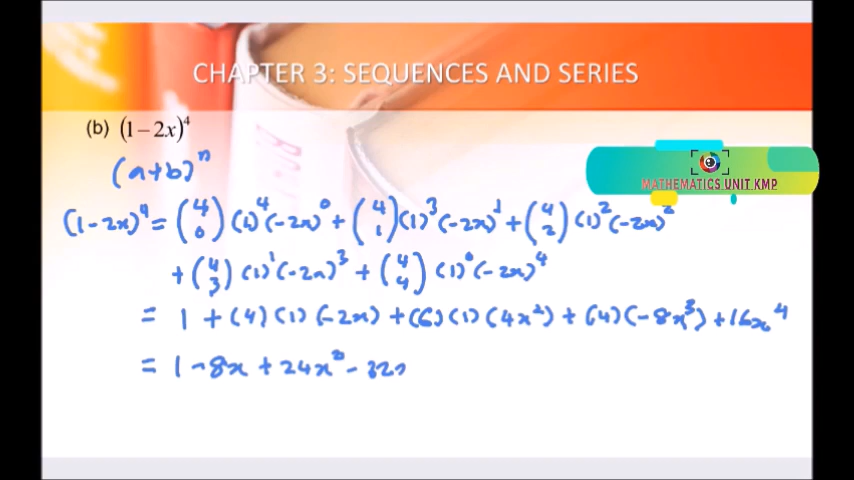 CHAPTER 3: SEQUENCES AND SERIES
(b) (1 – 2x)⁴
(a+b)ⁿ
MATHEMATICS UNIT KMP
(1-2x)⁴ = (4 0)(1)⁴(-2x)⁰ + (4 1)(1)³(-2x)¹ + (4 2)(1)²(-2x)²
+ (4 3)(1)¹(-2x)³ + (4 4)(1)⁰(-2x)⁴
= 1 + (4)(1)(-2x) + (6)(1)(4x²) + (4)(-8x³) + 16x⁴
= 1 - 8x + 24x² - 32